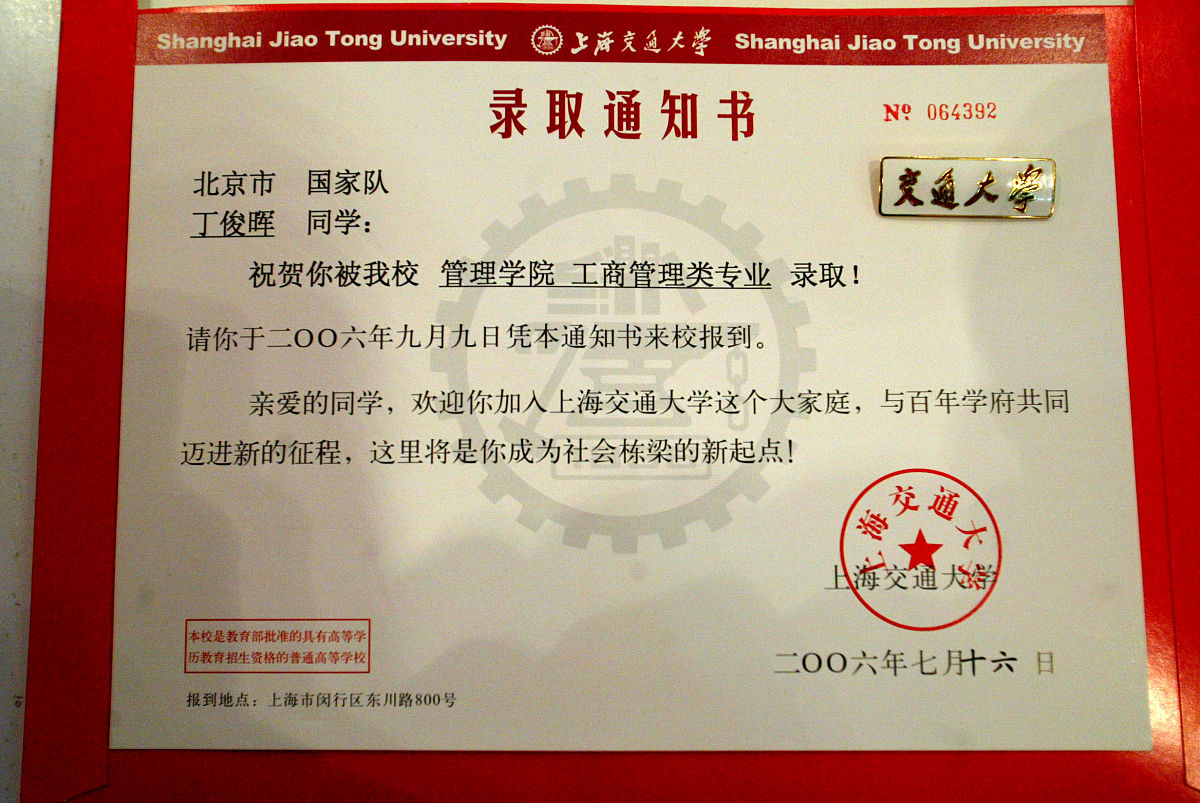 Shanghai Jiao Tong University 上海交通大学 Shanghai Jiao Tong University
录取通知书
Nº 064392
交通大学
北京市 国家队
丁俊晖 同学:
祝贺你被我校 管理学院 工商管理类专业 录取!
请你于二OO六年九月九日凭本通知书来校报到。
亲爱的同学,欢迎你加入上海交通大学这个大家庭,与百年学府共同
迈进新的征程,这里将是你成为社会栋梁的新起点!
上海交通大学
上海交通大学
二OO六年七月十六日
本校是教育部批准的具有高等学
历教育招生资格的普通高等学校
报到地点:上海市闵行区东川路800号